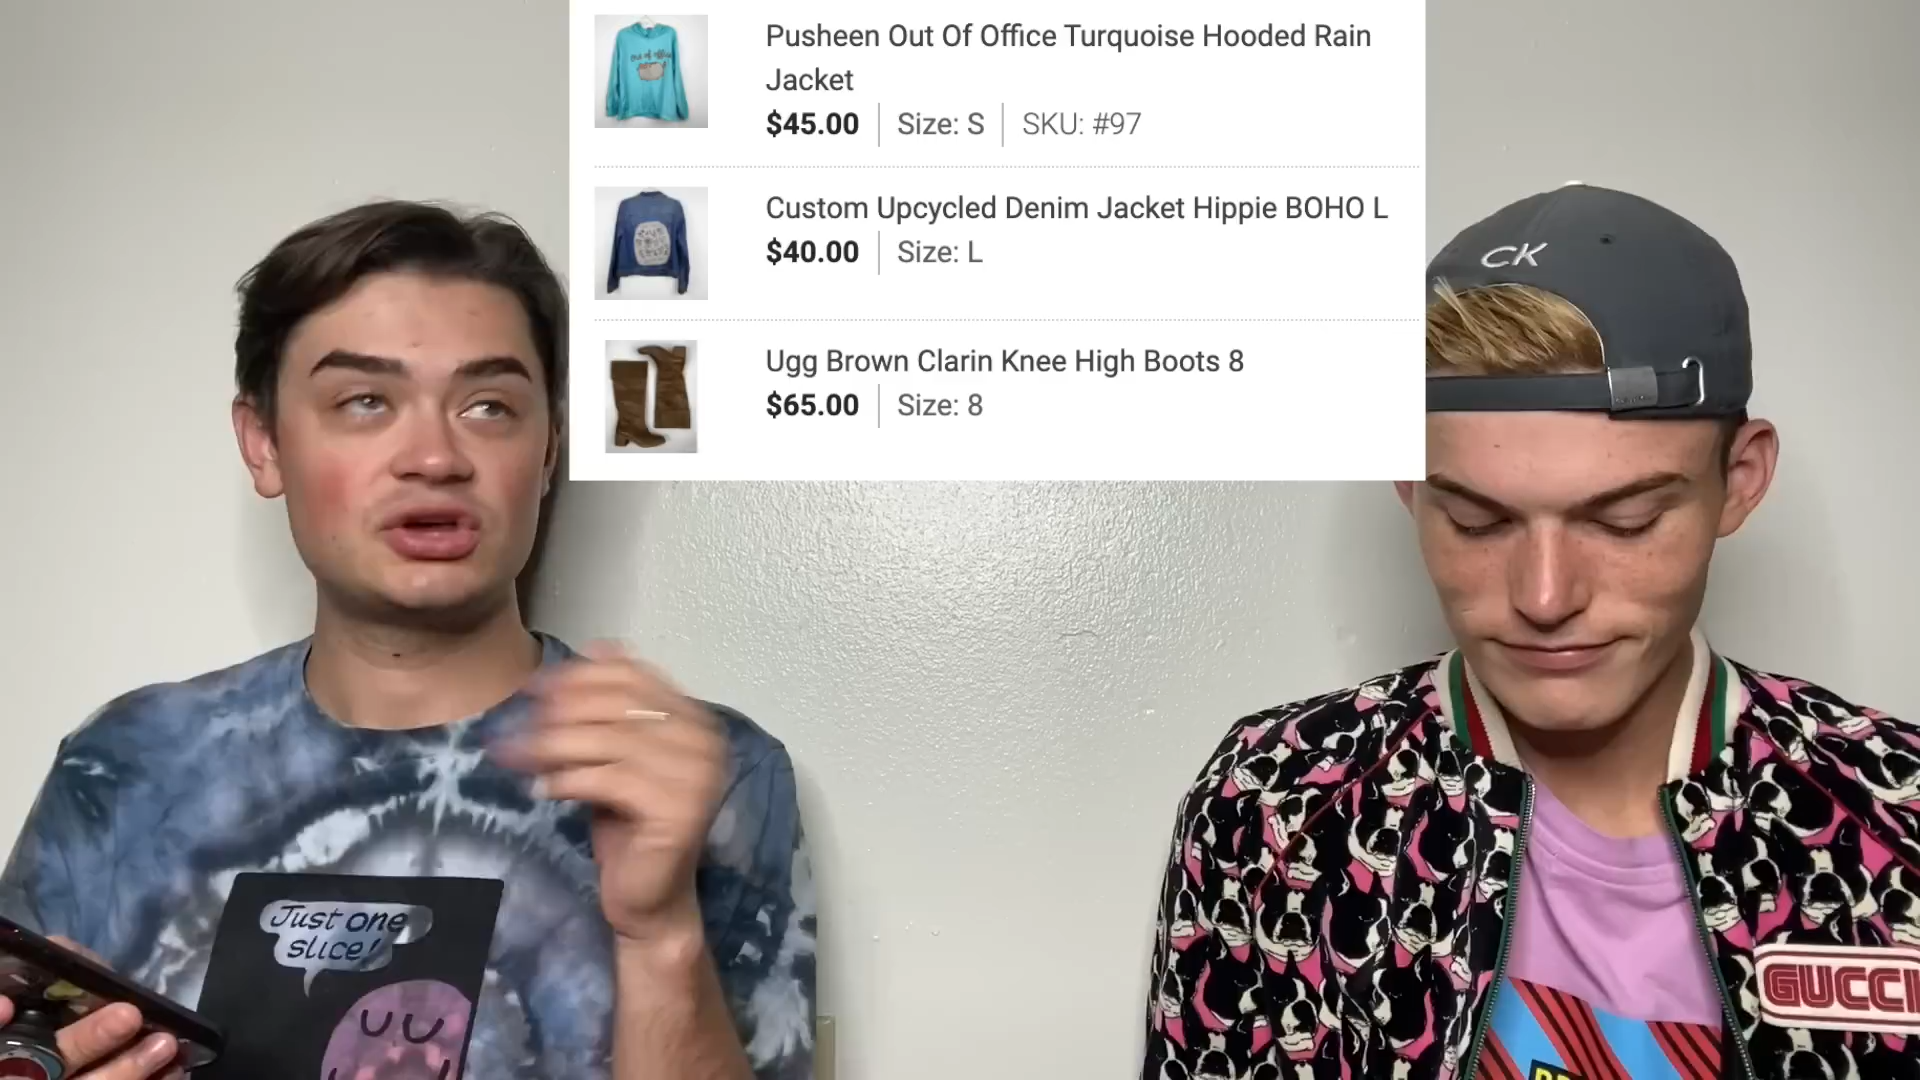 Pusheen Out Of Office Turquoise Hooded Rain
Jacket
$45.00 Size: S SKU: #97
Custom Upcycled Denim Jacket Hippie BOHO L
$40.00 Size: L
Ugg Brown Clarin Knee High Boots 8
$65.00 Size: 8
CK
Just one
slice!
GUCCI